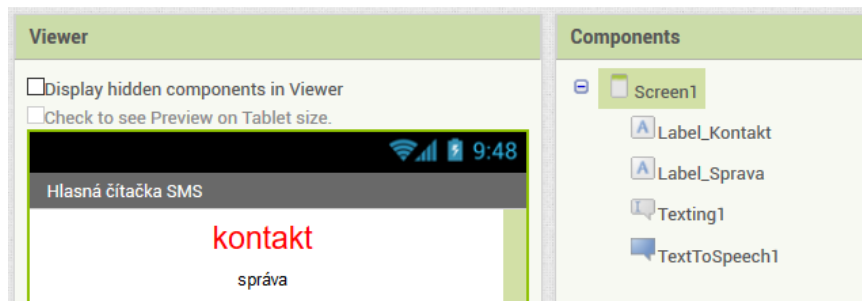 Viewer
Display hidden components in Viewer
Check to see Preview on Tablet size.
9:48
Hlasná čítačka SMS
kontakt
správa
Components
Screen1
Label_Kontakt
Label_Sprava
Texting1
TextToSpeech1